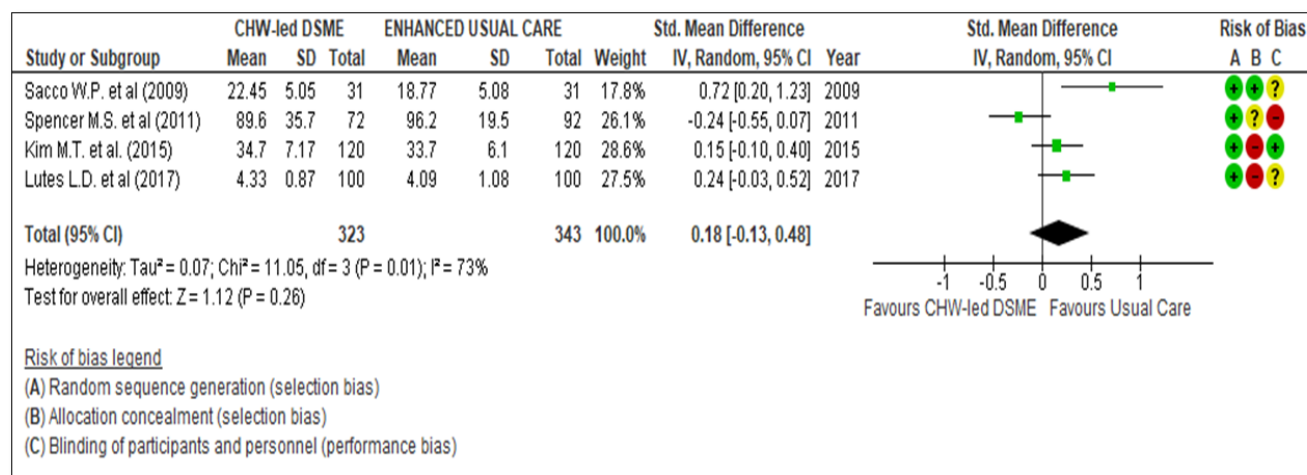 CHW-led DSME ENHANCED USUAL CARE Std. Mean Difference Std. Mean Difference Risk of Bias
Study or Subgroup Mean SD Total Mean SD Total Weight IV, Random, 95% CI Year IV, Random, 95% CI A B C
Sacco W.P. et al (2009) 22.45 5.05 31 18.77 5.08 31 17.8% 0.72 [0.20, 1.23] 2009 + + ?
Spencer M.S. et al (2011) 89.6 35.7 72 96.2 19.5 92 26.1% -0.24 [-0.55, 0.07] 2011 + ? -
Kim M.T. et al. (2015) 34.7 7.17 120 33.7 6.1 120 28.6% 0.15 [-0.10, 0.40] 2015 + - +
Lutes L.D. et al (2017) 4.33 0.87 100 4.09 1.08 100 27.5% 0.24 [-0.03, 0.52] 2017 + - ?
Total (95% CI) 323 343 100.0% 0.18 [-0.13, 0.48]
Heterogeneity: Tau² = 0.07; Chi² = 11.05, df = 3 (P = 0.01); I² = 73%
Test for overall effect: Z = 1.12 (P = 0.26)
-1 -0.5 0 0.5 1
Favours CHW-led DSME Favours Usual Care
Risk of bias legend
(A) Random sequence generation (selection bias)
(B) Allocation concealment (selection bias)
(C) Blinding of participants and personnel (performance bias)